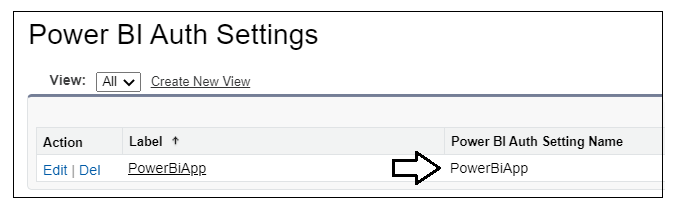 Power BI Auth Settings
View: All Create New View
Action Label ↑ Power BI Auth Setting Name
Edit | Del PowerBiApp PowerBiApp